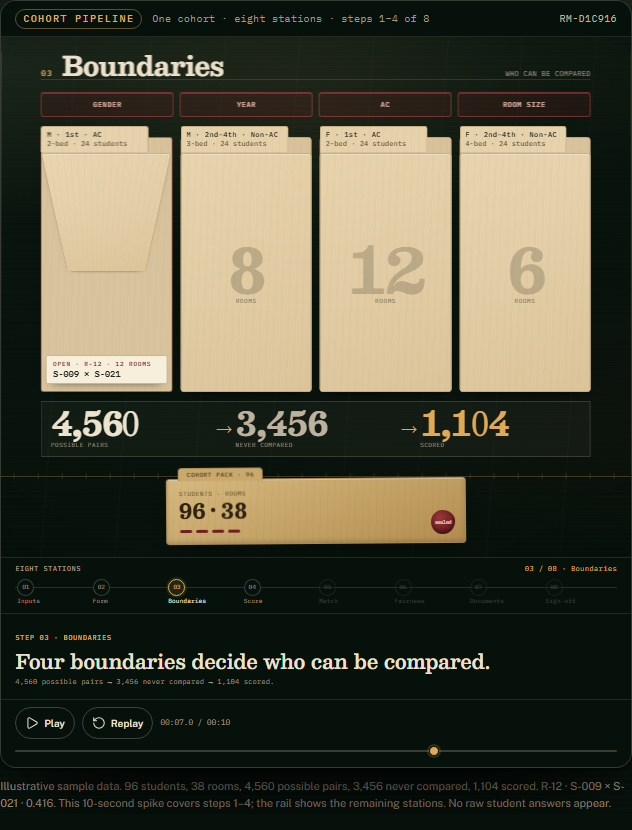 COHORT PIPELINE One cohort · eight stations · steps 1–4 of 8 RM-D1C916
03 Boundaries WHO CAN BE COMPARED
GENDER YEAR AC ROOM SIZE
M · 1st · AC
2-bed · 24 students
M · 2nd-4th · Non-AC
3-bed · 24 students
F · 1st · AC
2-bed · 24 students
F · 2nd-4th · Non-AC
4-bed · 24 students
8
ROOMS
12
ROOMS
6
ROOMS
OPEN · R-12 · 12 ROOMS
S-009 × S-021
4,560 → 3,456 → 1,104
POSSIBLE PAIRS NEVER COMPARED SCORED
COHORT PACK · 96
STUDENTS · ROOMS
96·38
sealed
EIGHT STATIONS 03 / 08 · Boundaries
01 02 03 04 05 06 07 08
Inputs Form Boundaries Score Match Fairness Documents Sign-off
STEP 03 · BOUNDARIES
Four boundaries decide who can be compared.
4,560 possible pairs → 3,456 never compared → 1,104 scored.
Play Replay 00:07.0 / 00:10
Illustrative sample data. 96 students, 38 rooms, 4,560 possible pairs, 3,456 never compared, 1,104 scored. R-12 · S-009 × S-
021 · 0.416. This 10-second spike covers steps 1–4; the rail shows the remaining stations. No raw student answers appear.